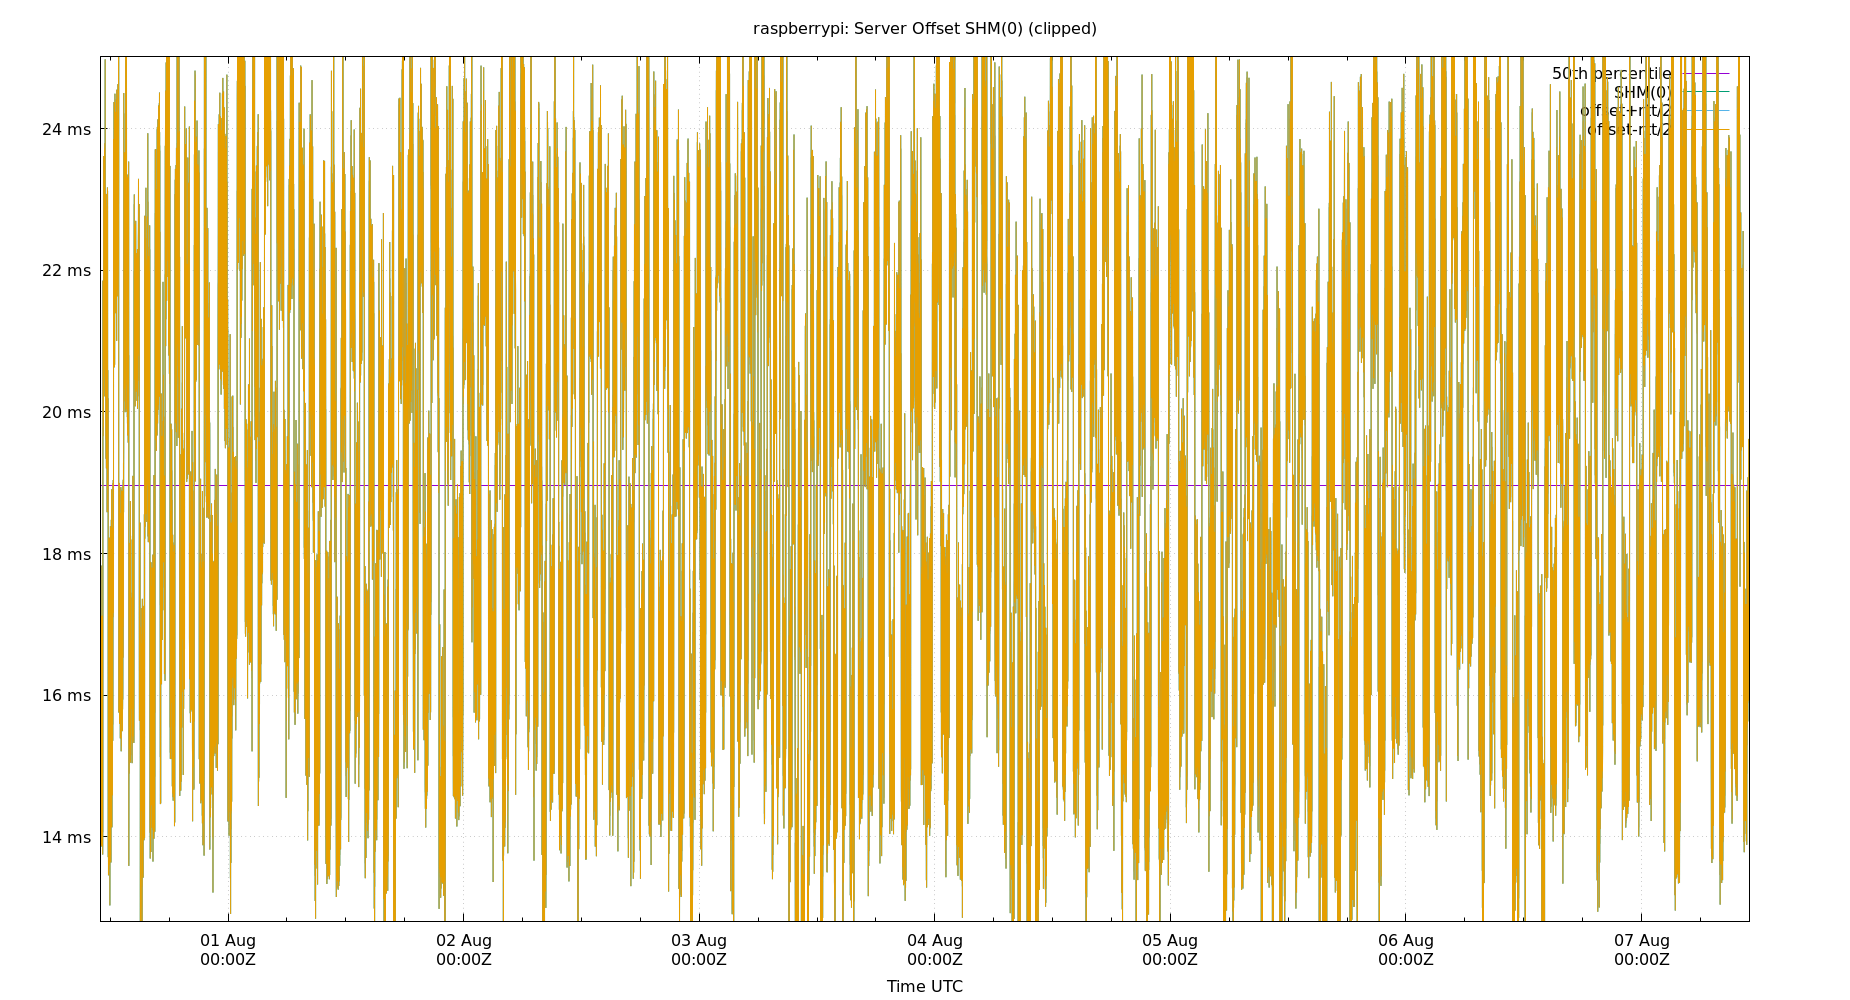 raspberrypi: Server Offset SHM(0) (clipped)
50th percentile
SHM(0)
offset+rtt/2
offset-rtt/2
24 ms
22 ms
20 ms
18 ms
16 ms
14 ms
01 Aug
00:00Z
02 Aug
00:00Z
03 Aug
00:00Z
04 Aug
00:00Z
05 Aug
00:00Z
06 Aug
00:00Z
07 Aug
00:00Z
Time UTC